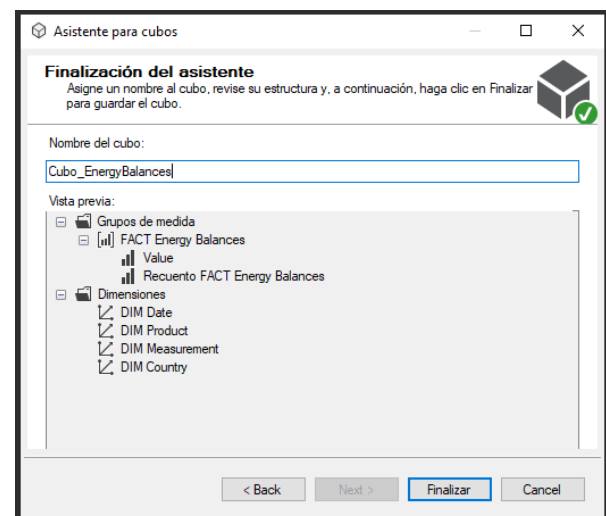 Asistente para cubos
Finalización del asistente
Asigne un nombre al cubo, revise su estructura y, a continuación, haga clic en Finalizar
para guardar el cubo.
Nombre del cubo:
Cubo_EnergyBalances
Vista previa:
Grupos de medida
FACT Energy Balances
Value
Recuento FACT Energy Balances
Dimensiones
DIM Date
DIM Product
DIM Measurement
DIM Country
< Back Next > Finalizar Cancel